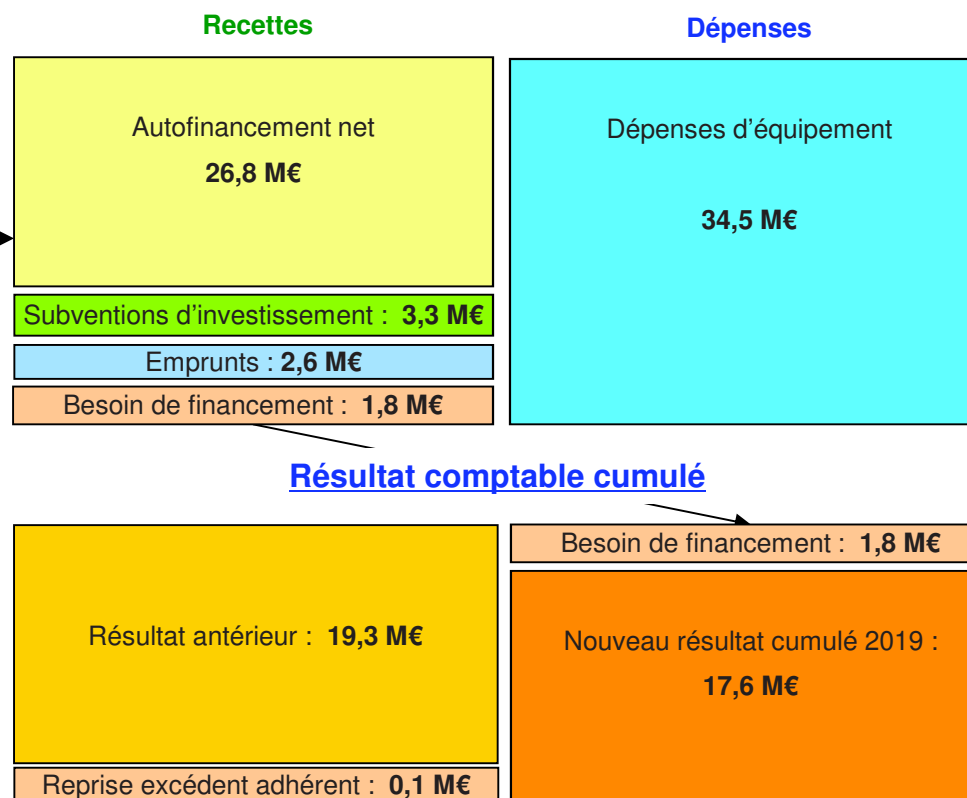 Recettes
Dépenses
Autofinancement net
26,8 M€
Dépenses d'équipement
34,5 M€
Subventions d'investissement : 3,3 M€
Emprunts : 2,6 M€
Besoin de financement : 1,8 M€
Résultat comptable cumulé
Besoin de financement : 1,8 M€
Résultat antérieur : 19,3 M€
Nouveau résultat cumulé 2019 :
17,6 M€
Reprise excédent adhérent : 0,1 M€